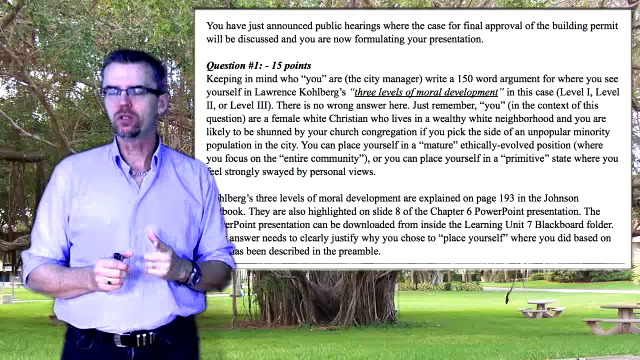 You have just announced public hearings where the case for final approval of the building permit
will be discussed and you are now formulating your presentation.
Question #1: - 15 points
Keeping in mind who "you" are (the city manager) write a 150 word argument for where you see
yourself in Lawrence Kohlberg's "three levels of moral development" in this case (Level I, Level
II, or Level III). There is no wrong answer here. Just remember, "you" (in the context of this
question) are a female white Christian who lives in a wealthy white neighborhood and you are
likely to be shunned by your church congregation if you pick the side of an unpopular minority
population in the city. You can place yourself in a "mature" ethically-evolved position (where
you focus on the "entire community"), or you can place yourself in a "primitive" state where you
feel strongly swayed by personal views.
ohlberg's three levels of moral development are explained on page 193 in the Johnson
tbook. They are also highlighted on slide 8 of the Chapter 6 PowerPoint presentation. The
werPoint presentation can be downloaded from inside the Learning Unit 7 Blackboard folder.
answer needs to clearly justify why you chose to "place yourself" where you did based on
has been described in the preamble.